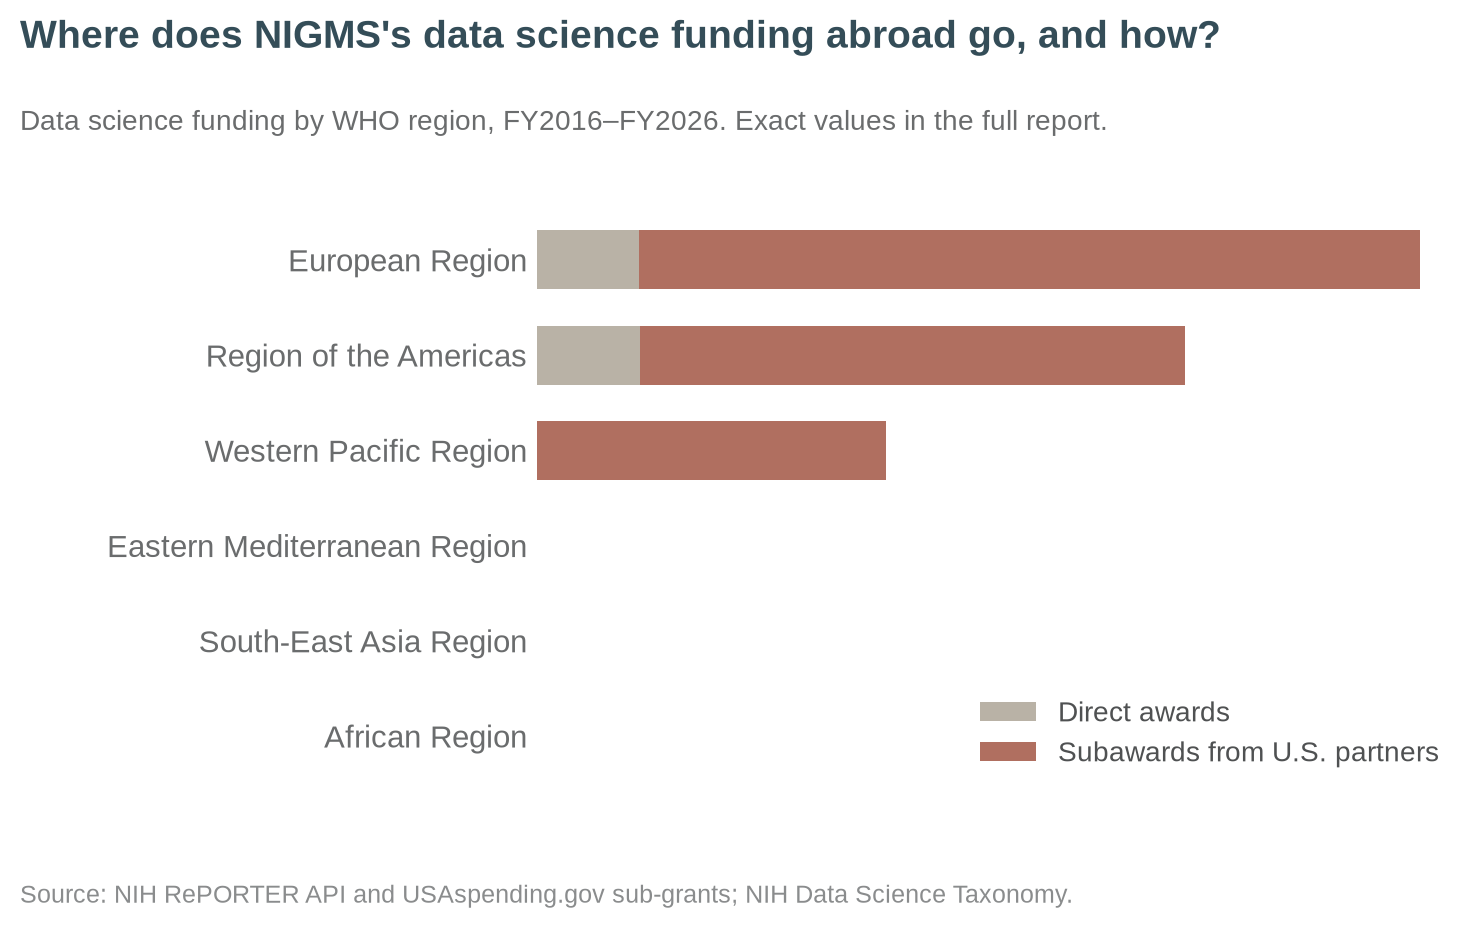 Where does NIGMS's data science funding abroad go, and how?
Data science funding by WHO region, FY2016–FY2026. Exact values in the full report.
European Region
Region of the Americas
Western Pacific Region
Eastern Mediterranean Region
South-East Asia Region
African Region
Direct awards
Subawards from U.S. partners
Source: NIH RePORTER API and USAspending.gov sub-grants; NIH Data Science Taxonomy.